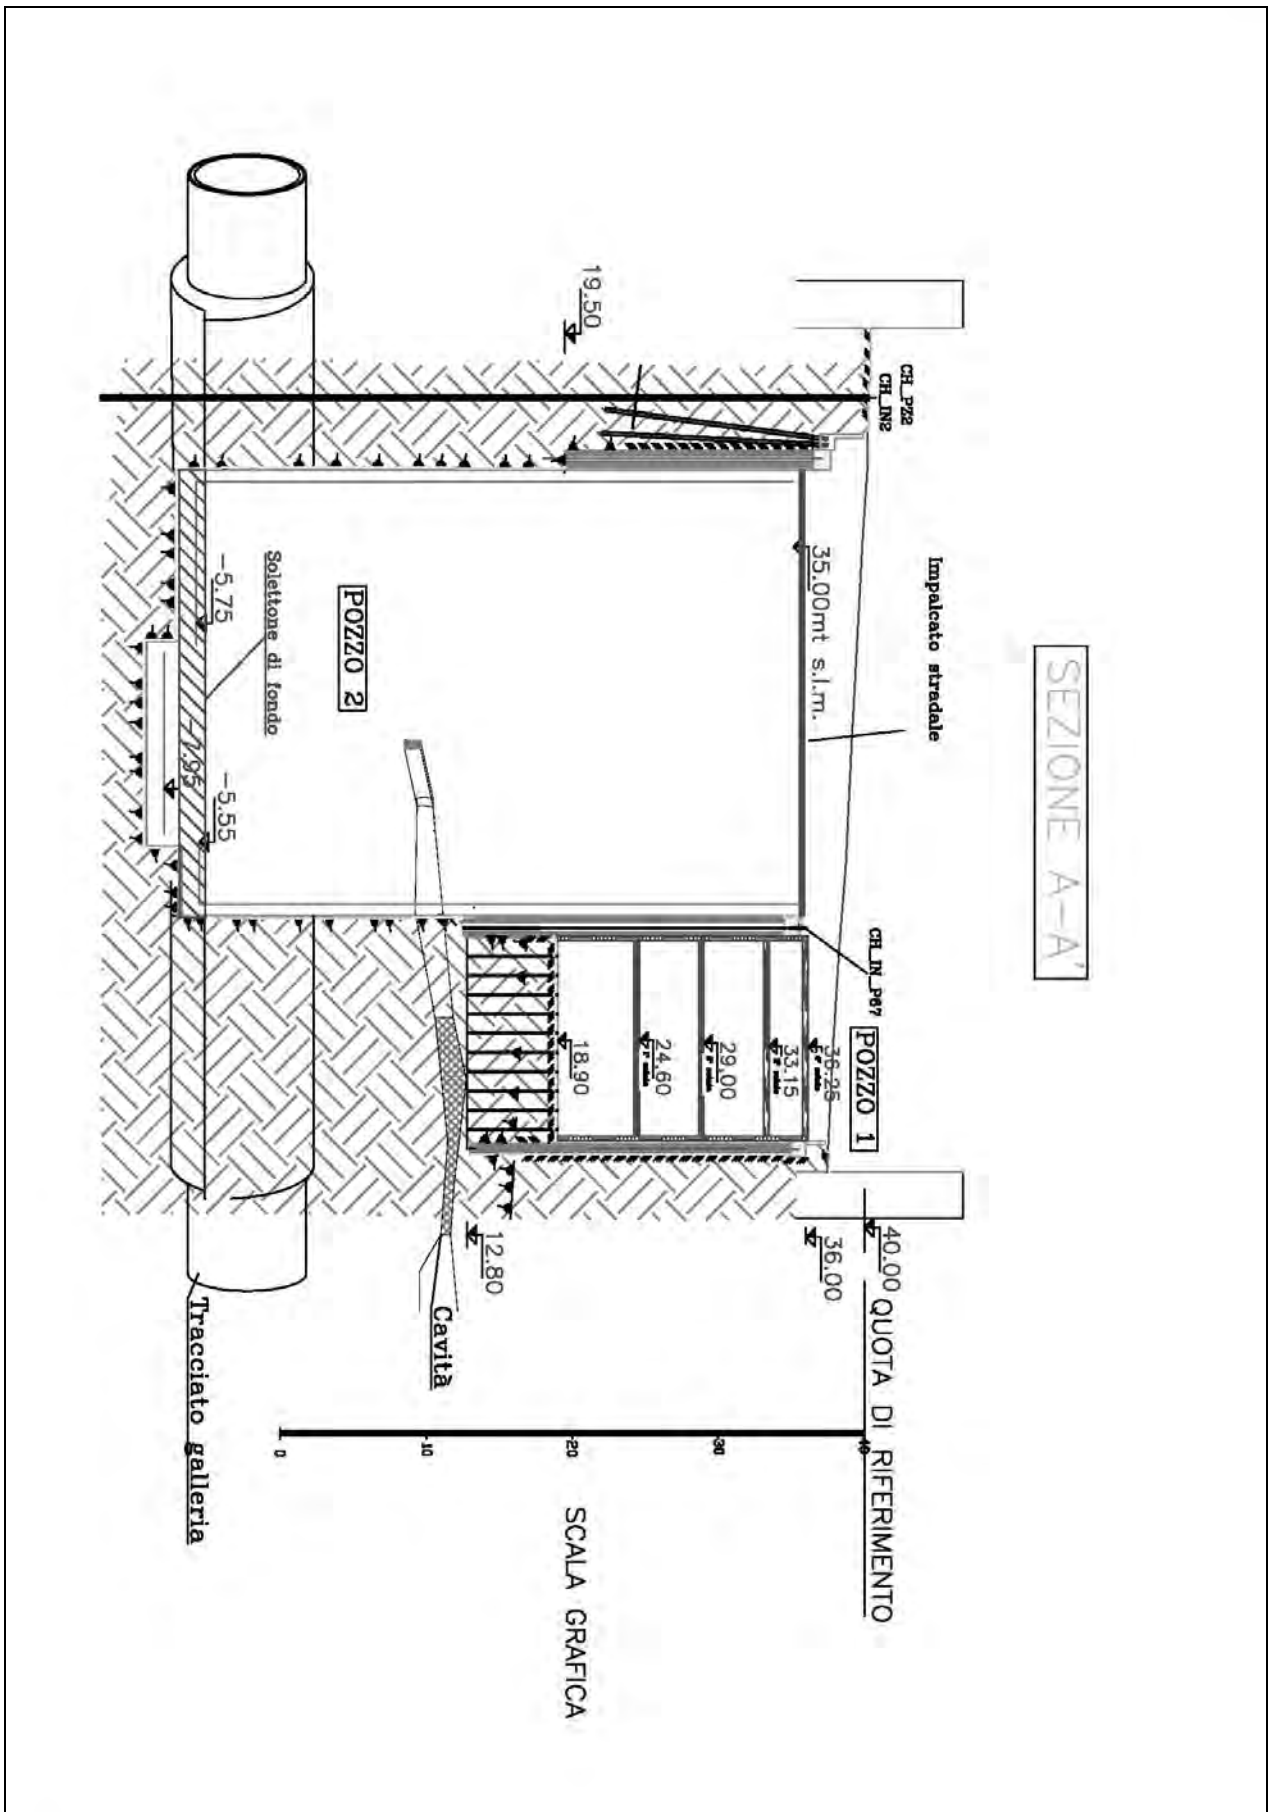 SEZIONE A-A'
Impalcato stradale
CH_PZ2
CH_IN2
CH_IN_P67
POZZO 1
40.00
QUOTA DI RIFERIMENTO
36.25
36.00
35.00mt s.l.m.
33.15
29.00
24.60
19.50
18.90
12.80
POZZO 2
Cavità
Solettone di fondo
-5.75
-5.55
-7.95
Tracciato galleria
SCALA GRAFICA
40
30
20
10
0